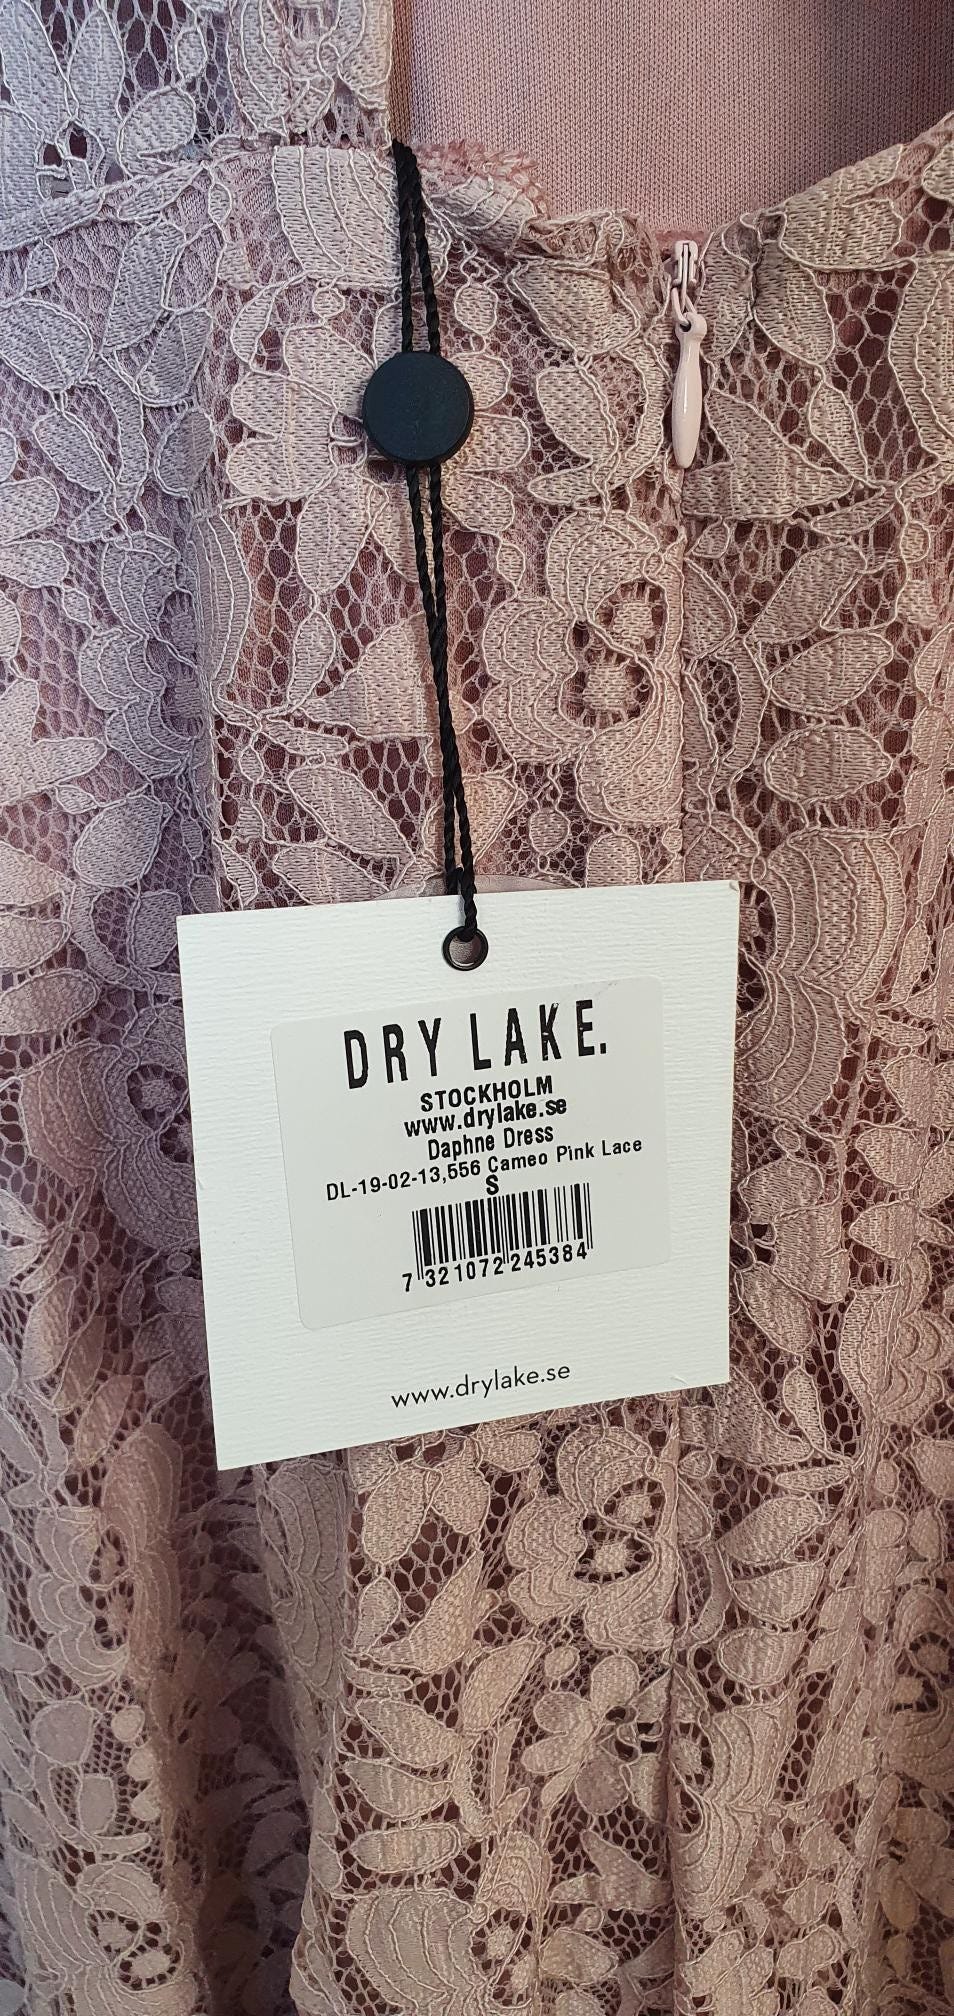 DRY LAKE.
STOCKHOLM
www.drylake.se
Daphne Dress
DL-19-02-13,556 Cameo Pink Lace
S
7 321072 245384
www.drylake.se